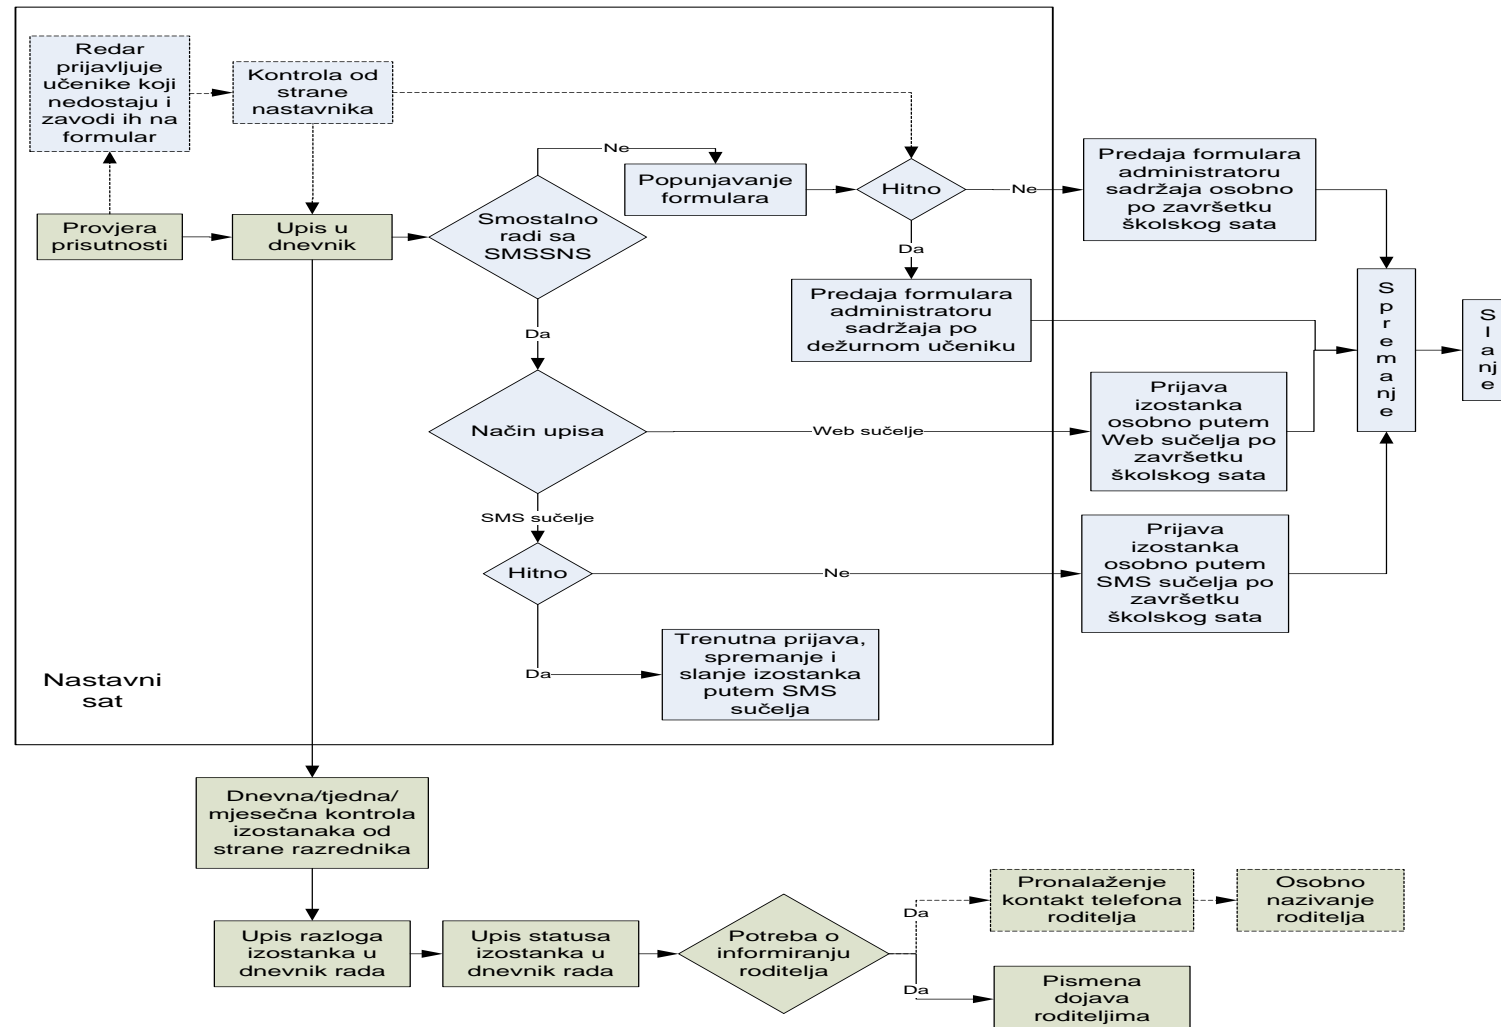 Redar
prijavljuje
učenike koji
nedostaju i
zavodi ih na
formular
Kontrola od
strane
nastavnika
Provjera
prisutnosti
Upis u
dnevnik
Smostalno
radi sa
SMSSNS
Ne
Popunjavanje
formulara
Hitno
Ne
Predaja formulara
administratoru
sadržaja osobno
po završetku
školskog sata
Da
Predaja formulara
administratoru
sadržaja po
dežurnom učeniku
S
p
r
e
m
a
nj
e
S
l
a
nj
e
Da
Način upisa
Web sučelje
Prijava
izostanka
osobno putem
Web sučelja po
završetku
školskog sata
SMS sučelje
Hitno
Ne
Prijava
izostanka
osobno putem
SMS sučelja po
završetku
školskog sata
Da
Trenutna prijava,
spremanje i
slanje izostanka
putem SMS
sučelja
Nastavni
sat
Dnevna/tjedna/
mjesečna kontrola
izostanaka od
strane razrednika
Upis razloga
izostanka u
dnevnik rada
Upis statusa
izostanka u
dnevnik rada
Potreba o
informiranju
roditelja
Da
Pronalaženje
kontakt telefona
roditelja
Osobno
nazivanje
roditelja
Da
Pismena
dojava
roditeljima